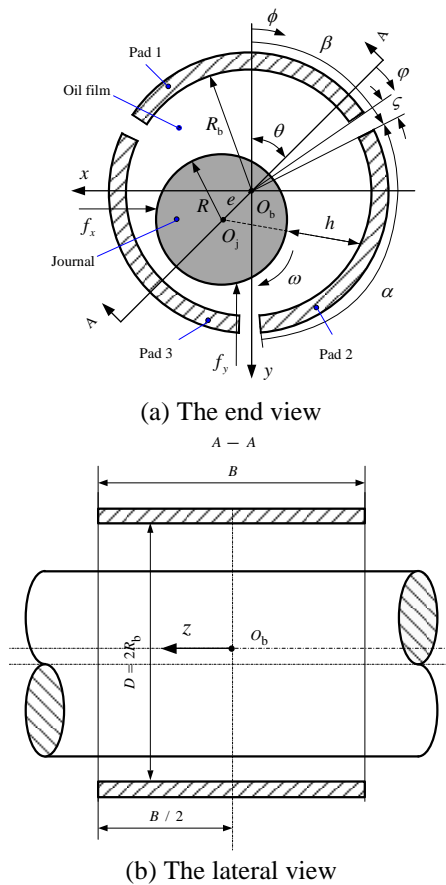 ϕ
A
Pad 1
β
φ
Oil film
ς
R_b
θ
x
e
O_b
R
h
f_x
O_j
Journal
ω
α
A
Pad 3
Pad 2
f_y
y
(a) The end view
A – A
B
z
O_b
D = 2R_b
B / 2
(b) The lateral view